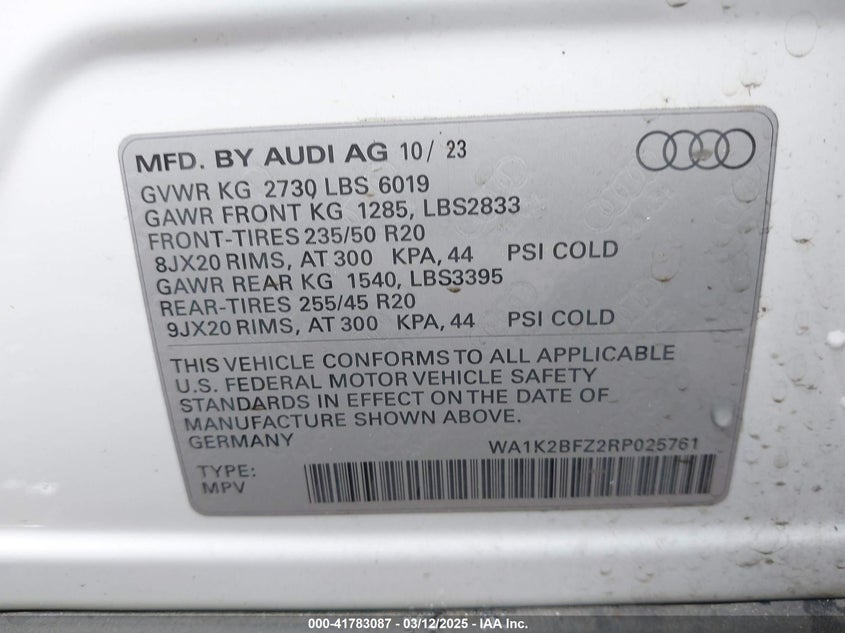 MFD. BY AUDI AG 10/ 23
GVWR KG 2730 LBS 6019
GAWR FRONT KG 1285, LBS2833
FRONT-TIRES 235/50 R20
8JX20 RIMS, AT 300 KPA, 44 PSI COLD
GAWR REAR KG 1540, LBS3395
REAR-TIRES 255/45 R20
9JX20 RIMS, AT 300 KPA, 44 PSI COLD
THIS VEHICLE CONFORMS TO ALL APPLICABLE
U.S. FEDERAL MOTOR VEHICLE SAFETY
STANDARDS IN EFFECT ON THE DATE OF
MANUFACTURE SHOWN ABOVE.
GERMANY
WA1K2BFZ2RP025761
TYPE:
MPV
000-41783087 - 03/12/2025 - IAA Inc.